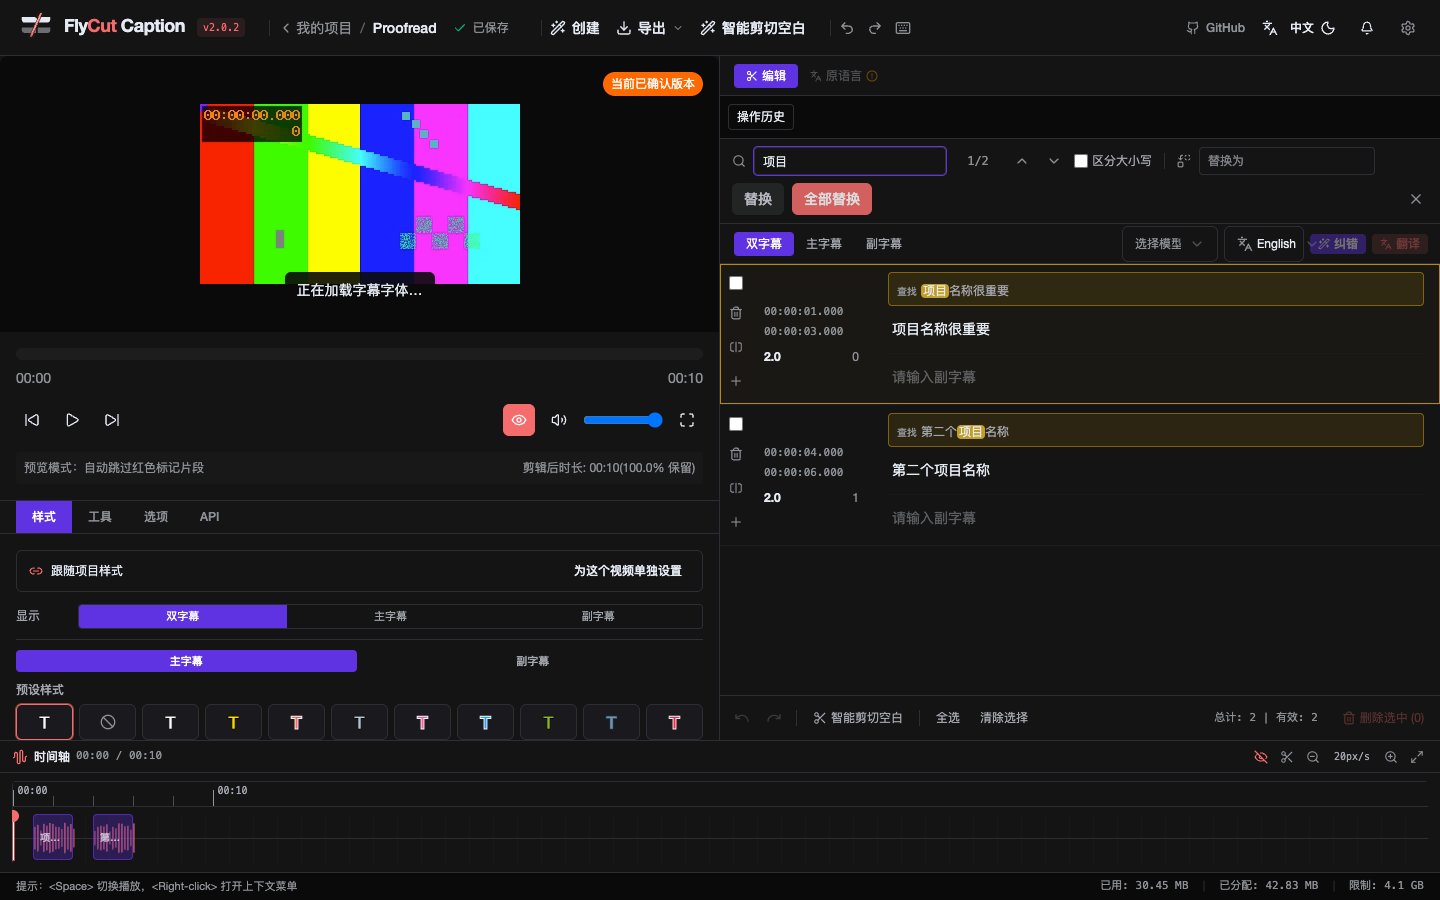 FlyCut Caption v2.0.2 我的项目 / Proofread 已保存 创建 导出 智能剪切空白 GitHub 中文
当前已确认版本
00:00:00.000
0
正在加载字幕字体...
00:00 00:10
预览模式：自动跳过红色标记片段 剪辑后时长: 00:10(100.0% 保留)
样式 工具 选项 API
跟随项目样式 为这个视频单独设置
显示 双字幕 主字幕 副字幕
主字幕 副字幕
预设样式
T T T T T T T T T T
编辑 原语言
操作历史
项目 1/2 区分大小写 替换为
替换 全部替换
双字幕 主字幕 副字幕 选择模型 English 纠错 翻译
查找 项目名称很重要
00:00:01.000
项目名称很重要
00:00:03.000
2.0 0
请输入副字幕
查找 第二个项目名称
00:00:04.000
第二个项目名称
00:00:06.000
2.0 1
请输入副字幕
智能剪切空白 全选 清除选择 总计: 2 | 有效: 2 删除选中 (0)
时间轴 00:00 / 00:10 20px/s
00:00 00:10
项... 第...
提示：<Space> 切换播放，<Right-click> 打开上下文菜单 已用: 30.45 MB 已分配: 42.83 MB 限制: 4.1 GB